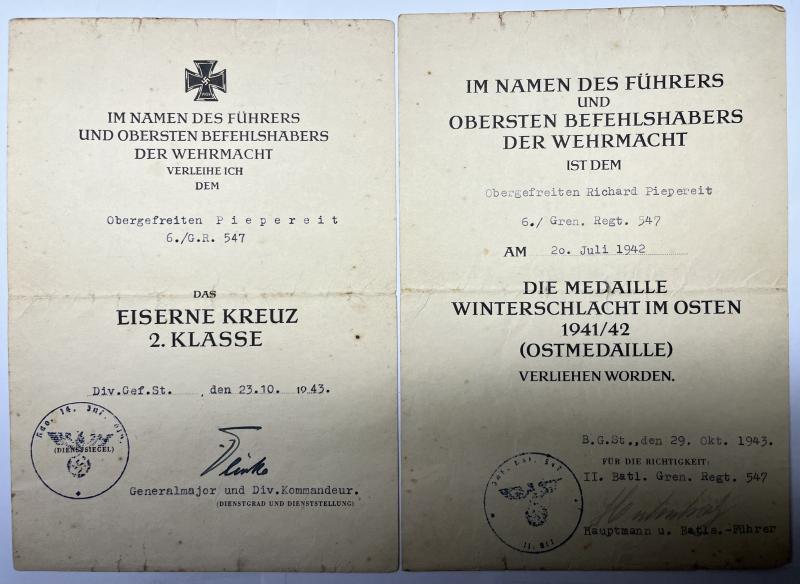 IM NAMEN DES FÜHRERS
UND OBERSTEN BEFEHLSHABERS
DER WEHRMACHT
VERLEIHE ICH
DEM
Obergefreiten Piepereit
6./G.R. 547
DAS
EISERNE KREUZ
2. KLASSE
Div.Gef.St. , den 23.10. 1943.
(DIENSTSIEGEL)
Generalmajor und Div.Kommandeur.
(DIENSTGRAD UND DIENSTSTELLUNG)
IM NAMEN DES FÜHRERS
UND
OBERSTEN BEFEHLSHABERS
DER WEHRMACHT
IST DEM
Obergefreiten Richard Piepereit
6./ Gren. Regt. 547
AM 20. Juli 1942
DIE MEDAILLE
WINTERSCHLACHT IM OSTEN
1941/42
(OSTMEDAILLE)
VERLIEHEN WORDEN.
B.G.St.,den 29. Okt. 1943.
FÜR DIE RICHTIGKEIT:
II. Batl. Gren. Regt. 547
Hauptmann u. Batls.-Führer